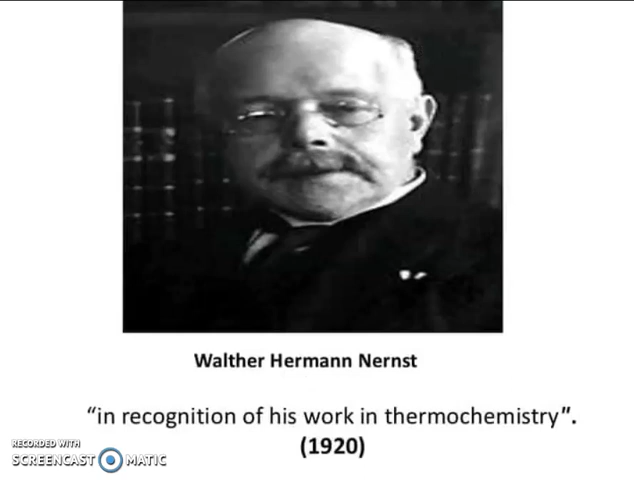 Walther Hermann Nernst
“in recognition of his work in thermochemistry".
(1920)
RECORDED WITH
SCREENCAST MATIC